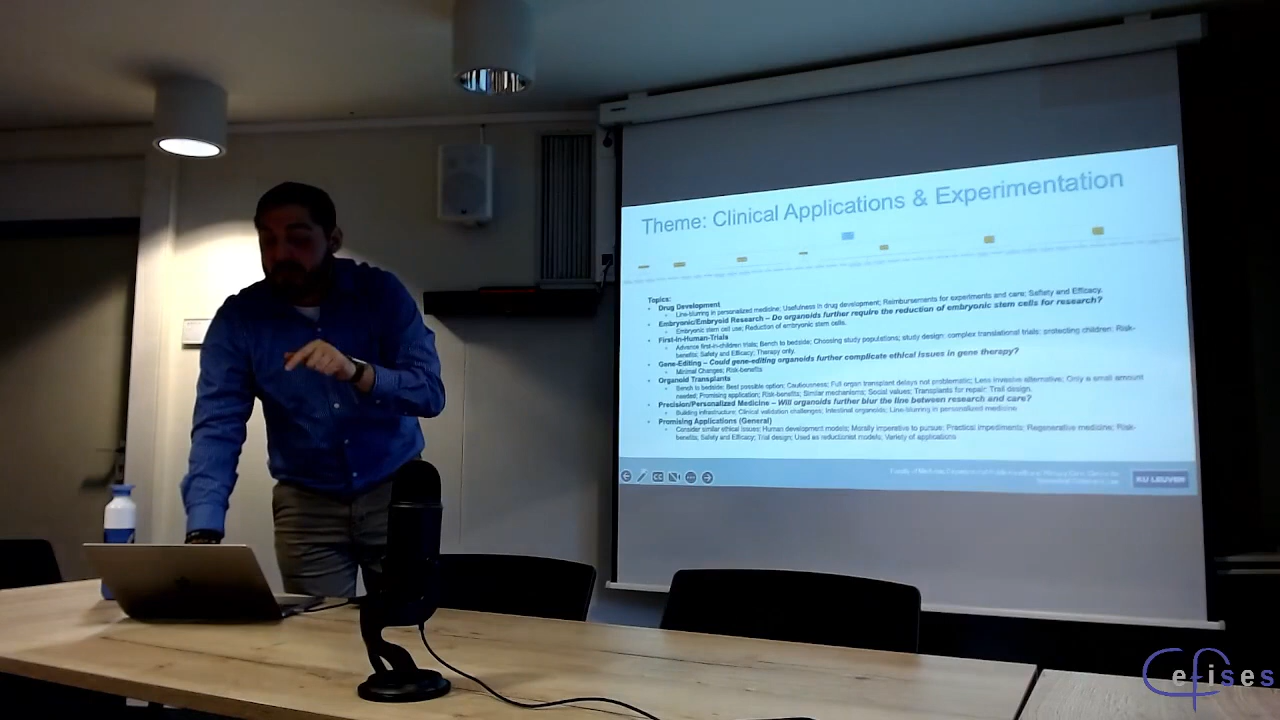 Theme: Clinical Applications & Experimentation
Topics:
Drug Development
Line-blurring in personalized medicine; Usefulness in drug development; Reimbursements for experiments and care; Saftety and Efficacy.
Embryonic/Embryoid Research – Do organoids further require the reduction of embryonic stem cells for research?
Embryonic stem cell use; Reduction of embryonic stem cells.
First-in-Human-Trials
Advance first-in-children trials; Bench to bedside; Choosing study populations; study design; complex translational trials; protecting children; Risk-
benefits; Safety and Efficacy; Therapy only.
Gene-Editing – Could gene-editing organoids further complicate ethical issues in gene therapy?
Minimal Changes; Risk-benefits
Organoid Transplants
Bench to bedside; Best possible option; Cautiousness; Full organ transplant delays not problematic; Less invasive alternative; Only a small amount
needed; Promising application; Risk-benefits; Similar mechanisms; Social values; Transplants for repair; Trail design.
Precision/Personalized Medicine – Will organoids further blur the line between research and care?
Building infrastructure; Clinical validation challenges; Intestinal organoids; Line-blurring in personalized medicine
Promising Applications (General)
Consider similar ethical issues; Human development models; Morally imperative to pursue; Practical impediments; Regenerative medicine; Risk-
benefits; Safety and Efficacy; Trial design; Used as reductionist models; Variety of applications
KU LEUVEN
Cefises